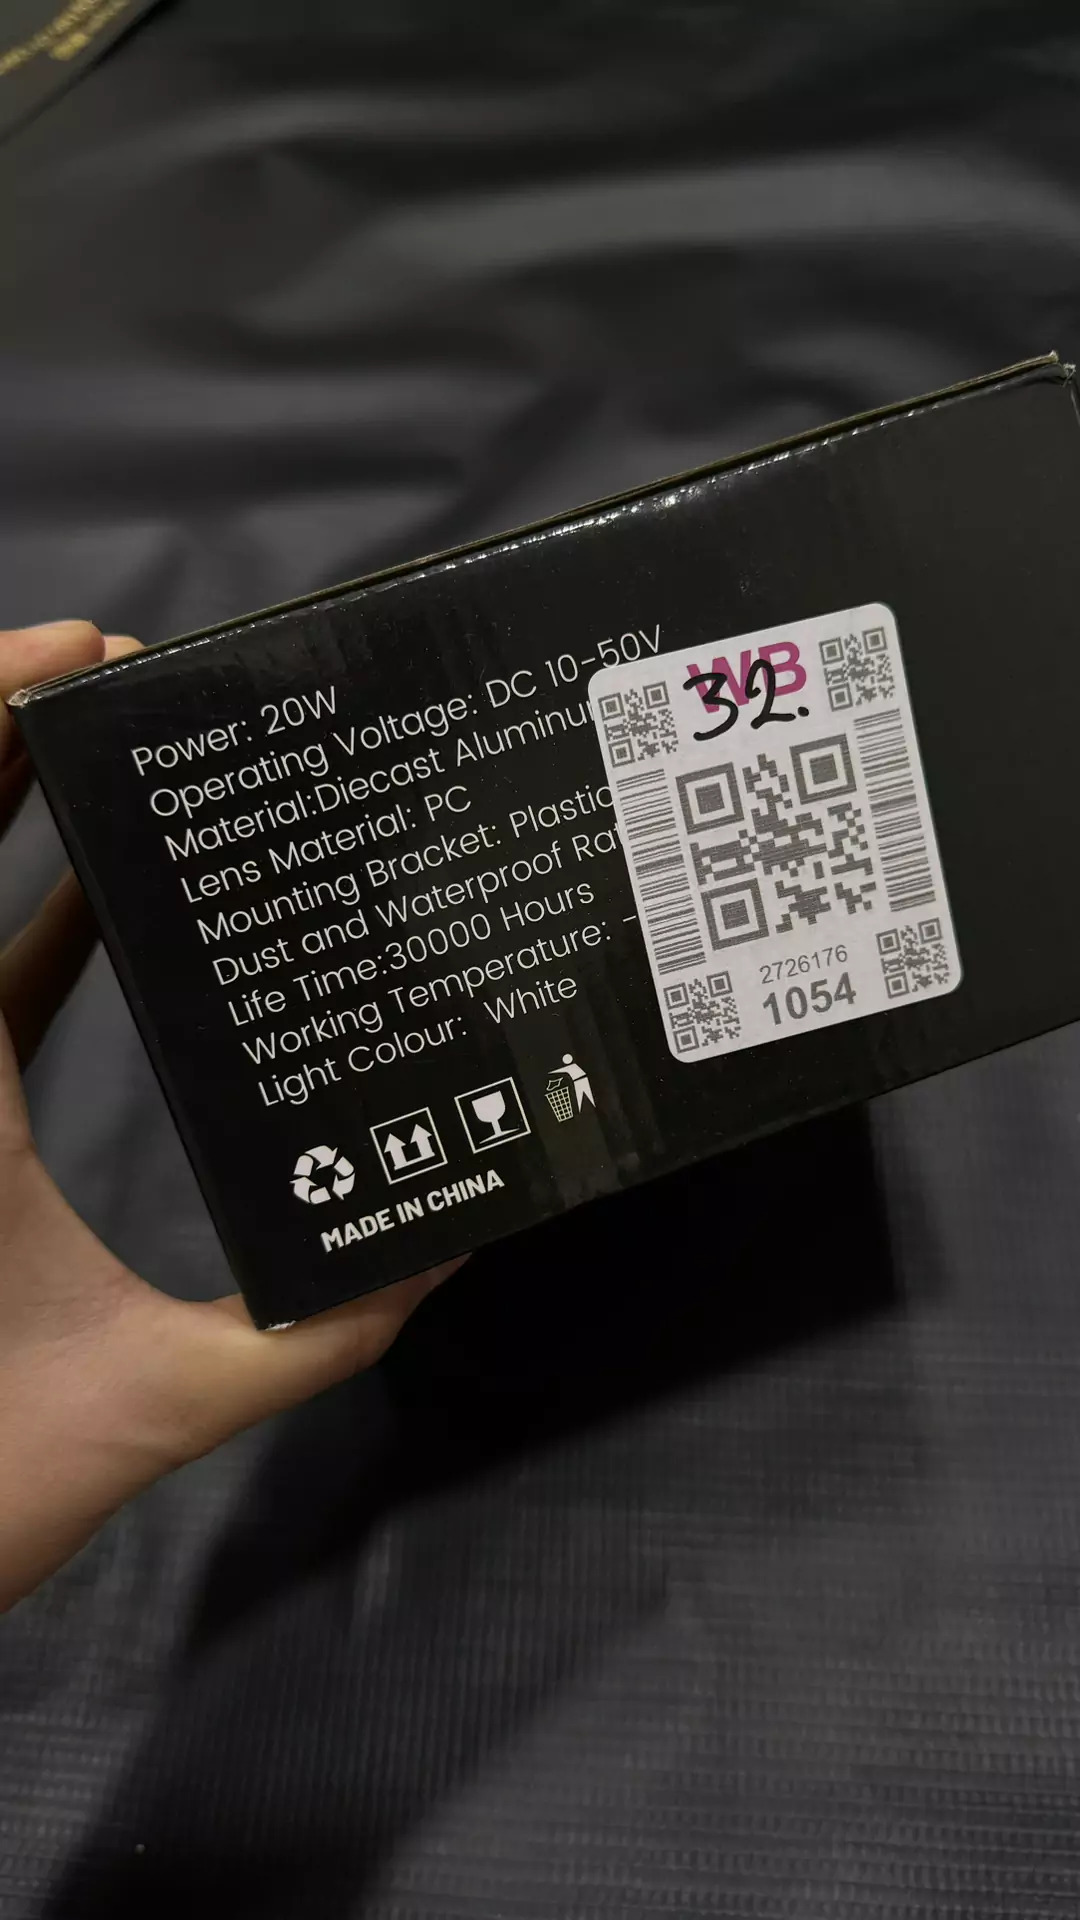 Power: 20W
Operating Voltage: DC 10-50V
Material:Diecast Aluminu
Lens Material: PC
Mounting Bracket: Plastic
Dust and Waterproof Ra
Life Time:30000 Hours
Working Temperature: -
Light Colour: White
MADE IN CHINA
WB
32.
2726176
1054